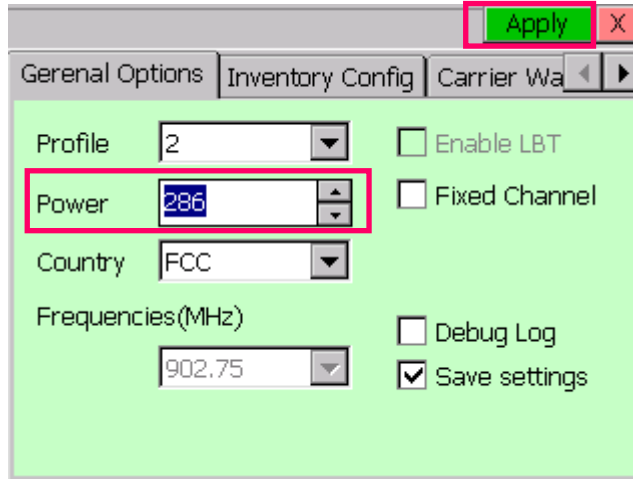 Apply X
Gerenal Options Inventory Config Carrier Wa
Profile 2 Enable LBT
Power 286 Fixed Channel
Country FCC
Frequencies(MHz)
Debug Log
902.75
Save settings